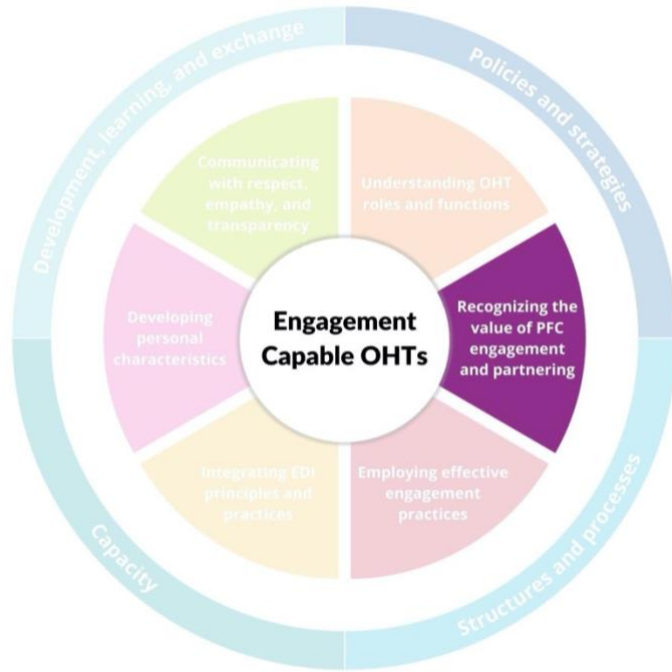 Development, learning, and exchange
Policies and strategies
Communicating
with respect,
empathy, and
transparency
Understanding OHT
roles and functions
Developing
personal
characteristics
Engagement
Capable OHTs
Recognizing the
value of PFC
engagement
and partnering
Integrating EDI
principles and
practices
Employing effective
engagement
practices
Capacity
Structures and processes